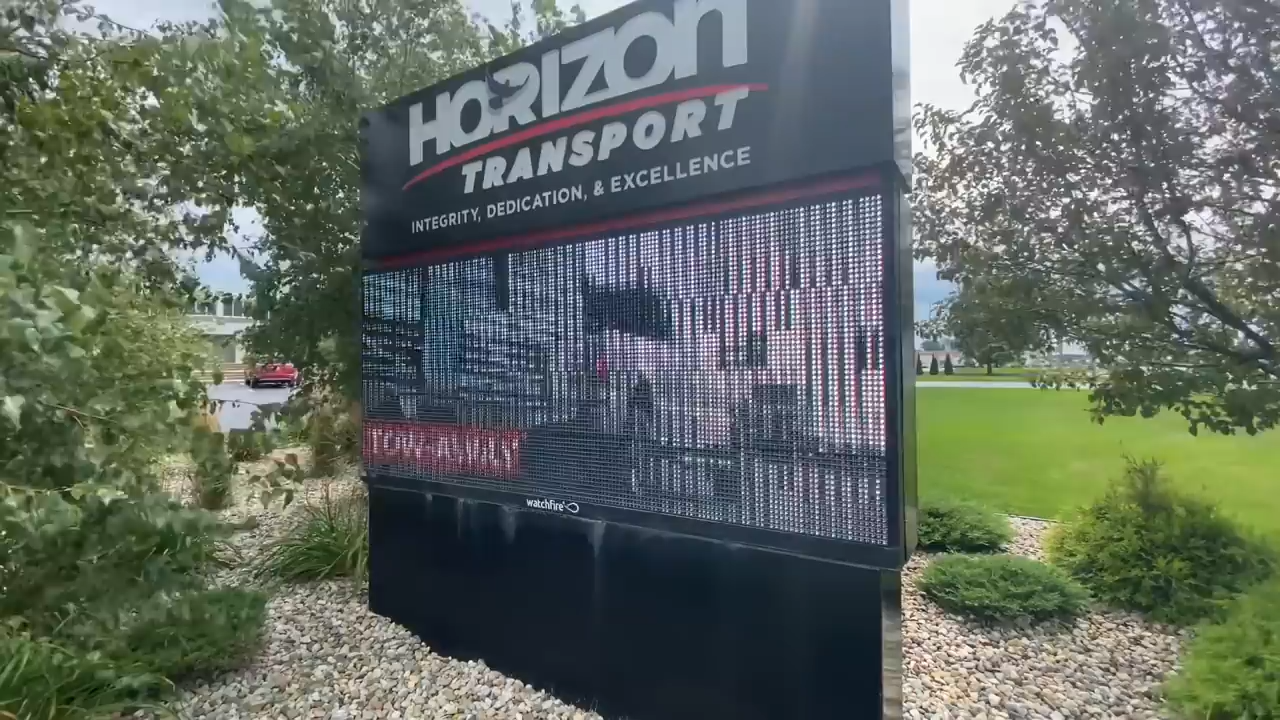 HORIZON
TRANSPORT
INTEGRITY, DEDICATION, & EXCELLENCE
watchfire